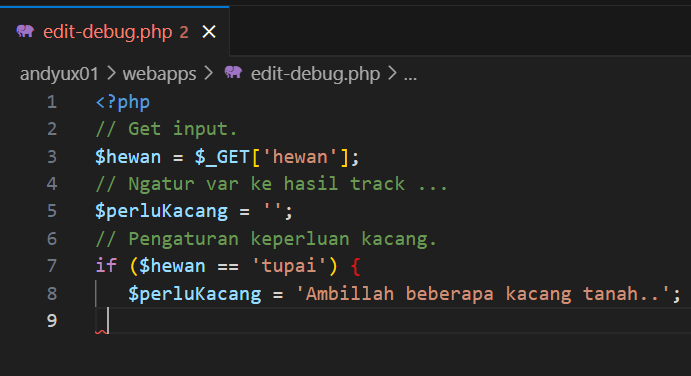 edit-debug.php 2 ×
andyux01 > webapps > edit-debug.php > ...
1 <?php
2 // Get input.
3 $hewan = $_GET['hewan'];
4 // Ngatur var ke hasil track ...
5 $perluKacang = '';
6 // Pengaturan keperluan kacang.
7 if ($hewan == 'tupai') {
8 $perluKacang = 'Ambillah beberapa kacang tanah..';
9